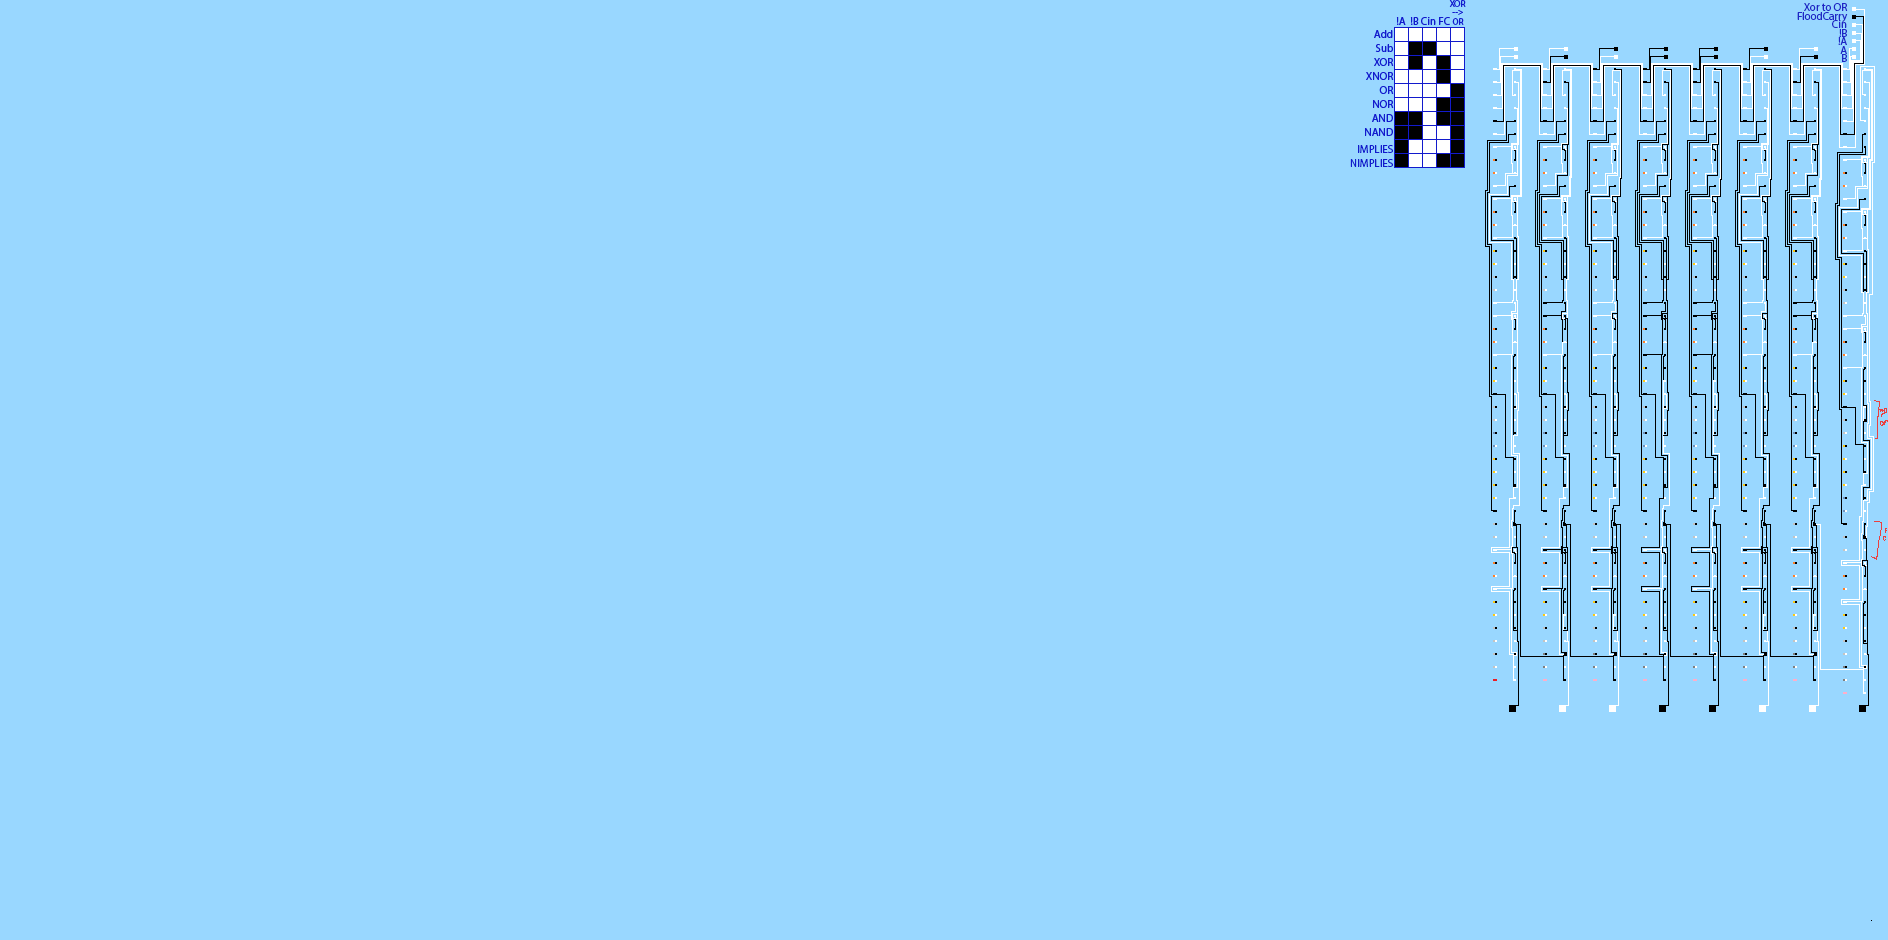 XOR
-->
!A !B Cin FC OR
Add
Sub
XOR
XNOR
OR
NOR
AND
NAND
IMPLIES
NIMPLIES
Xor to OR
FloodCarry
Cin
!B
!A
A
B